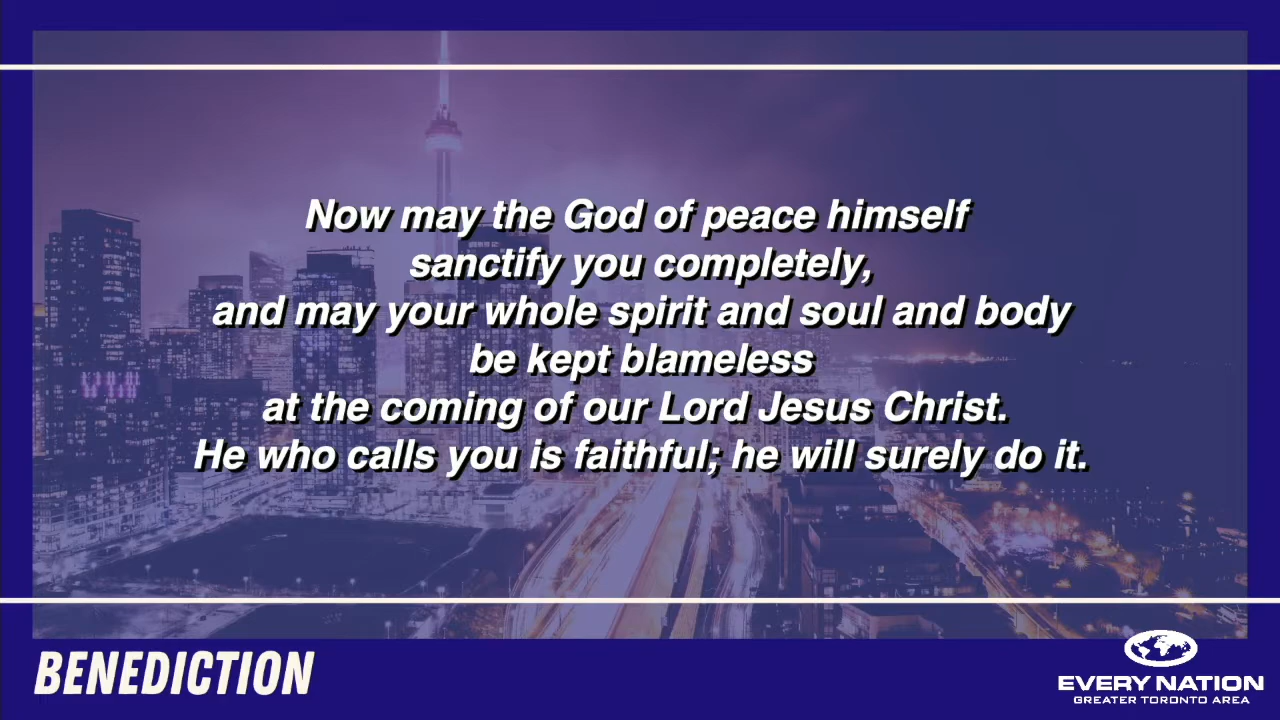 Now may the God of peace himself
sanctify you completely,
and may your whole spirit and soul and body
be kept blameless
at the coming of our Lord Jesus Christ.
He who calls you is faithful; he will surely do it.
BENEDICTION
EVERY NATION
GREATER TORONTO AREA